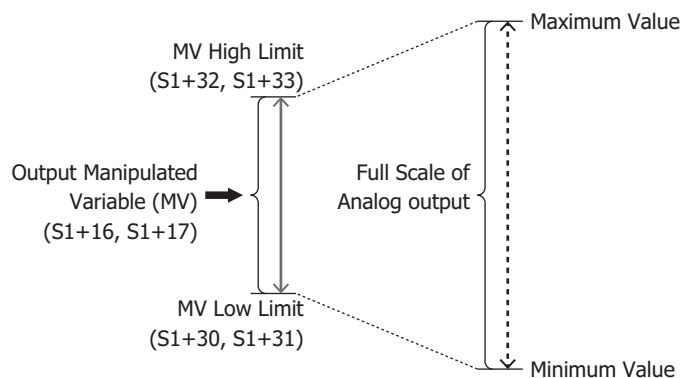 Maximum Value
MV High Limit
(S1+32, S1+33)
Output Manipulated
Variable (MV)
(S1+16, S1+17)
Full Scale of
Analog output
MV Low Limit
(S1+30, S1+31)
Minimum Value